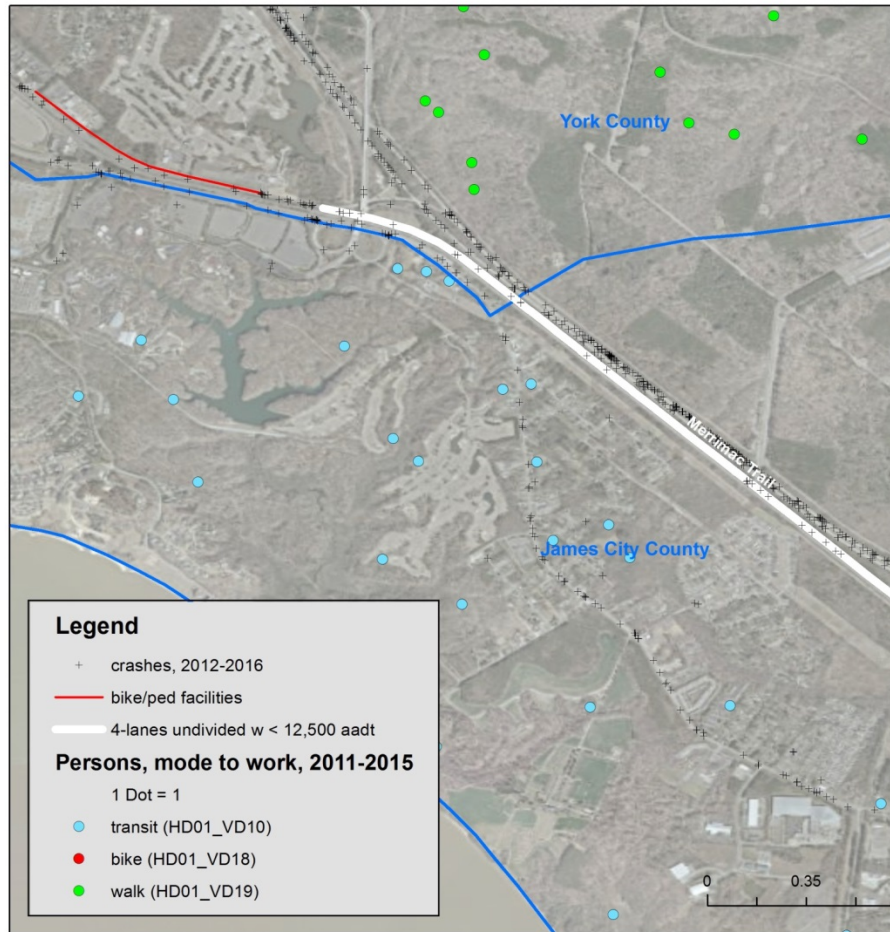 York County
Merrimac Trail
James City County
Legend
crashes, 2012-2016
bike/ped facilities
4-lanes undivided w < 12,500 aadt
Persons, mode to work, 2011-2015
1 Dot = 1
transit (HD01_VD10)
bike (HD01_VD18)
walk (HD01_VD19)
0 0.35